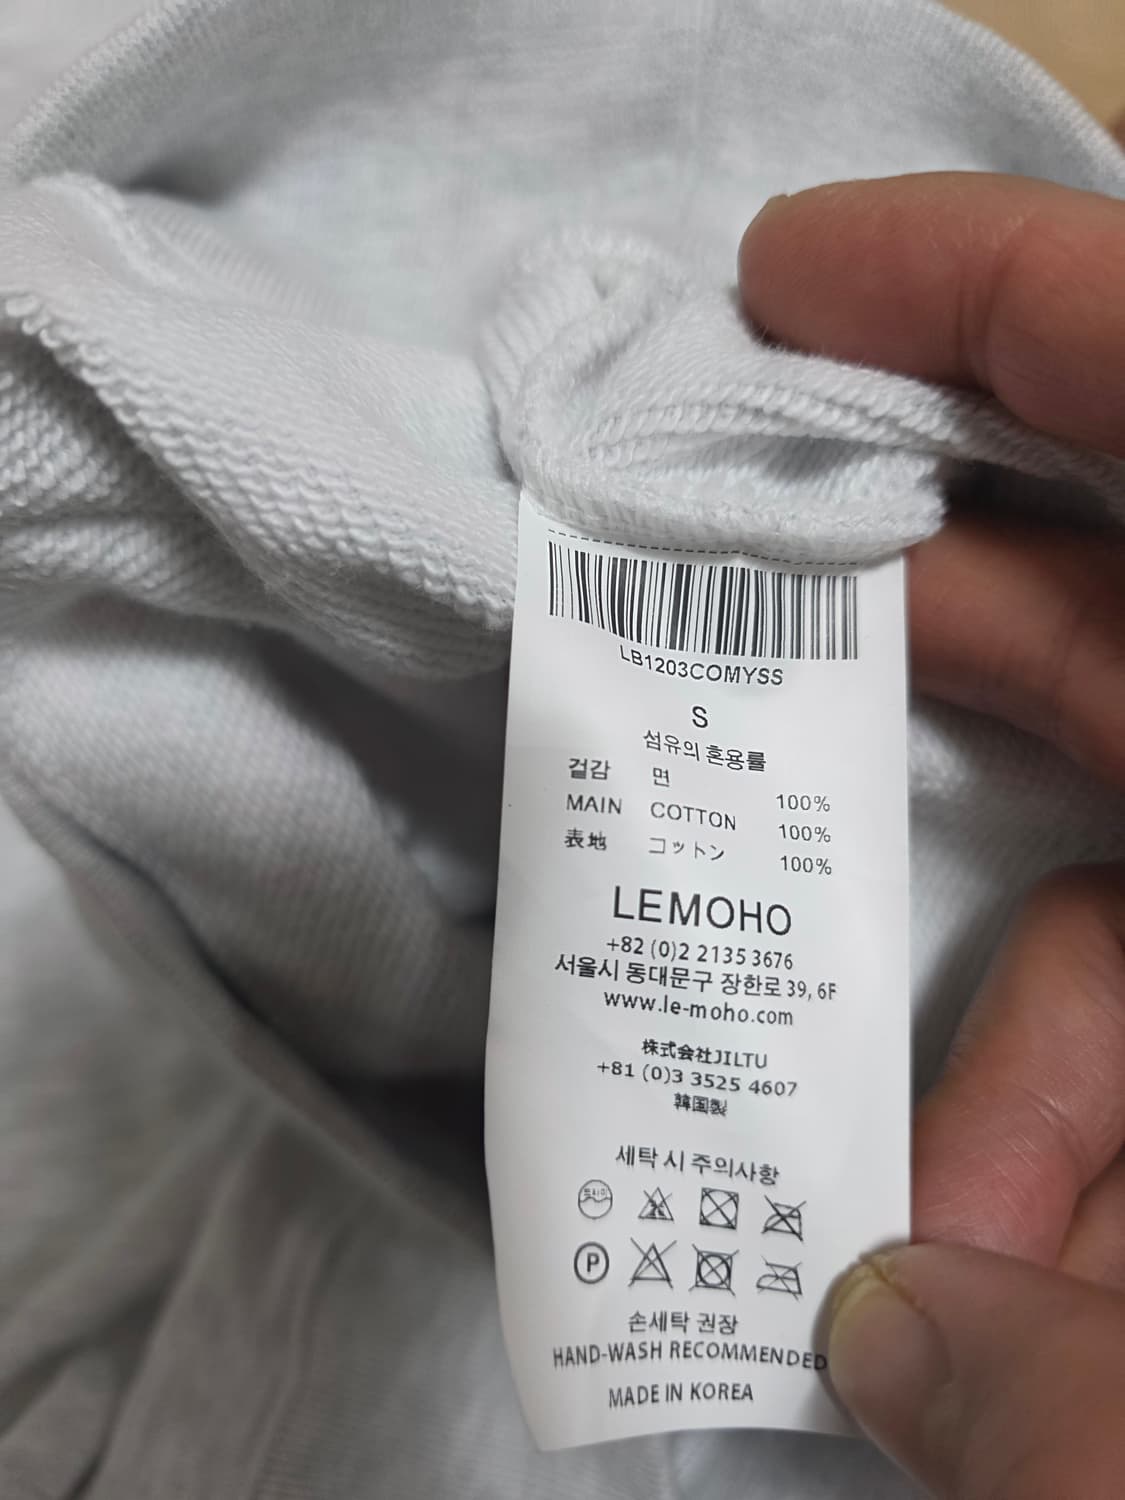 LB1203COMYSS
S
섬유의 혼용률
겉감 면 100%
MAIN COTTON 100%
表地 コットン 100%
LEMOHO
+82 (0)2 2135 3676
서울시 동대문구 장한로 39, 6F
www.le-moho.com
株式会社JILTU
+81 (0)3 3525 4607
韓国製
세탁 시 주의사항
드라이
P
손세탁 권장
HAND-WASH RECOMMENDED
MADE IN KOREA